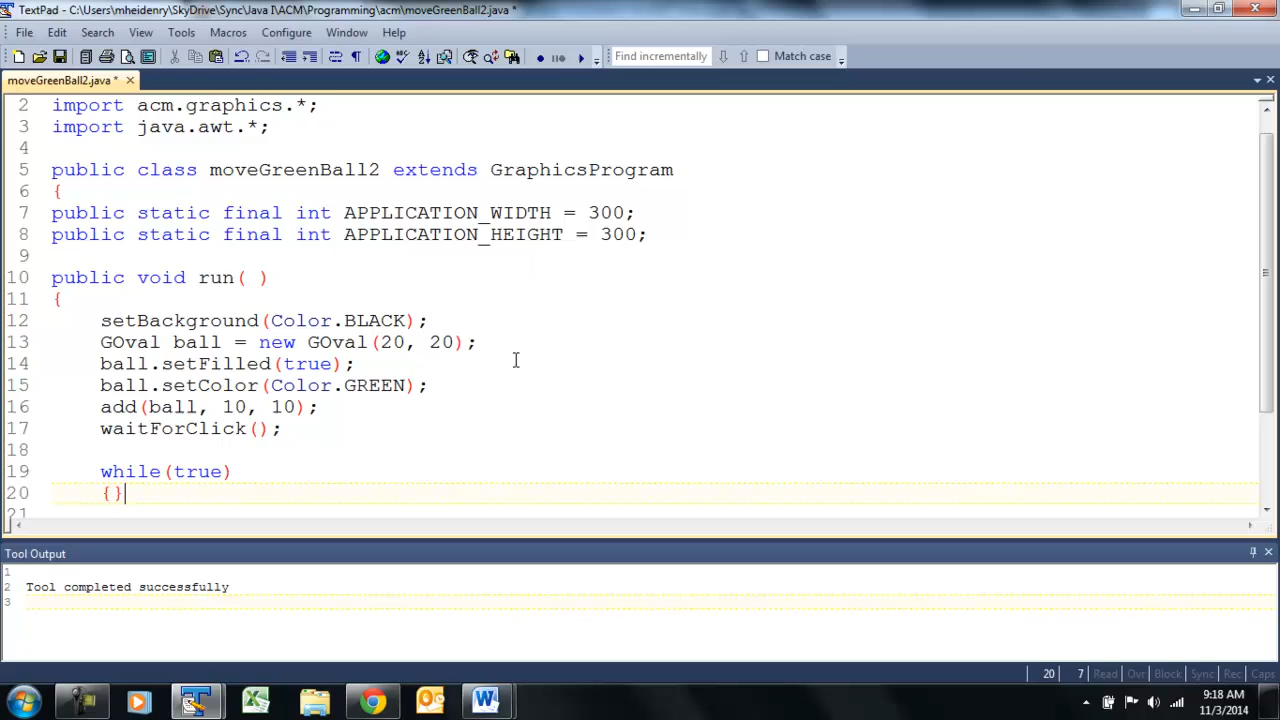 TextPad - C:\Users\mheidenry\SkyDrive\Sync\Java I\ACM\Programming\acm\moveGreenBall2.java *
File Edit Search View Tools Macros Configure Window Help
Find incrementally Match case
moveGreenBall2.java *
2 import acm.graphics.*;
3 import java.awt.*;
4
5 public class moveGreenBall2 extends GraphicsProgram
6 {
7 public static final int APPLICATION_WIDTH = 300;
8 public static final int APPLICATION_HEIGHT = 300;
9
10 public void run( )
11 {
12 setBackground(Color.BLACK);
13 GOval ball = new GOval(20, 20);
14 ball.setFilled(true);
15 ball.setColor(Color.GREEN);
16 add(ball, 10, 10);
17 waitForClick();
18
19 while(true)
20 {}
21
Tool Output
1
2 Tool completed successfully
3
20 7 Read Ovr Block Sync Rec Caps
9:18 AM
11/3/2014